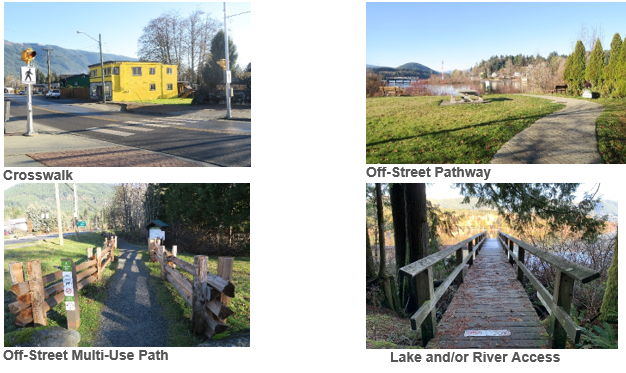 Crosswalk
Off-Street Pathway
Off-Street Multi-Use Path
Lake and/or River Access